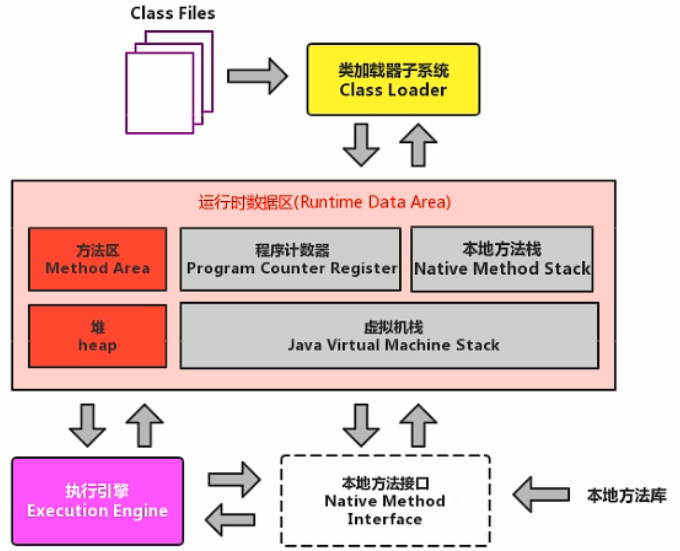 Class Files
类加载器子系统
Class Loader
运行时数据区(Runtime Data Area)
方法区
Method Area
程序计数器
Program Counter Register
本地方法栈
Native Method Stack
堆
heap
虚拟机栈
Java Virtual Machine Stack
执行引擎
Execution Engine
本地方法接口
Native Method
Interface
本地方法库